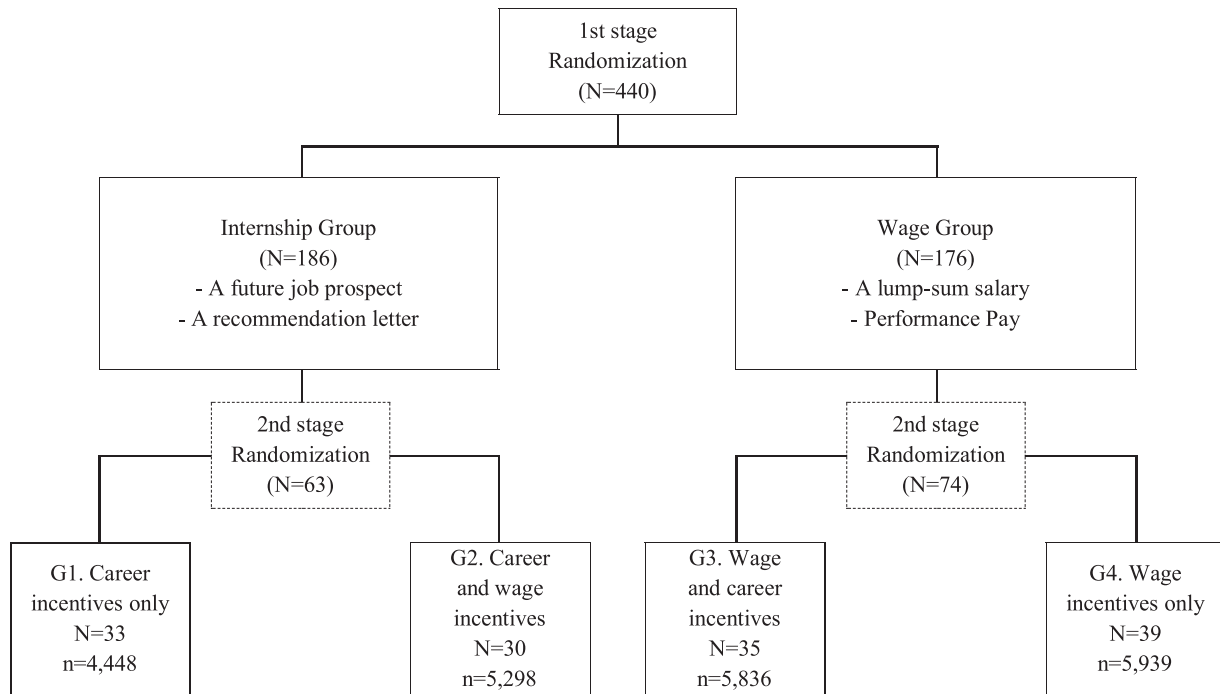 1st stage
Randomization
(N=440)
Internship Group
(N=186)
- A future job prospect
- A recommendation letter
Wage Group
(N=176)
- A lump-sum salary
- Performance Pay
2nd stage
Randomization
(N=63)
2nd stage
Randomization
(N=74)
G1. Career
incentives only
N=33
n=4,448
G2. Career
and wage
incentives
N=30
n=5,298
G3. Wage
and career
incentives
N=35
n=5,836
G4. Wage
incentives only
N=39
n=5,939